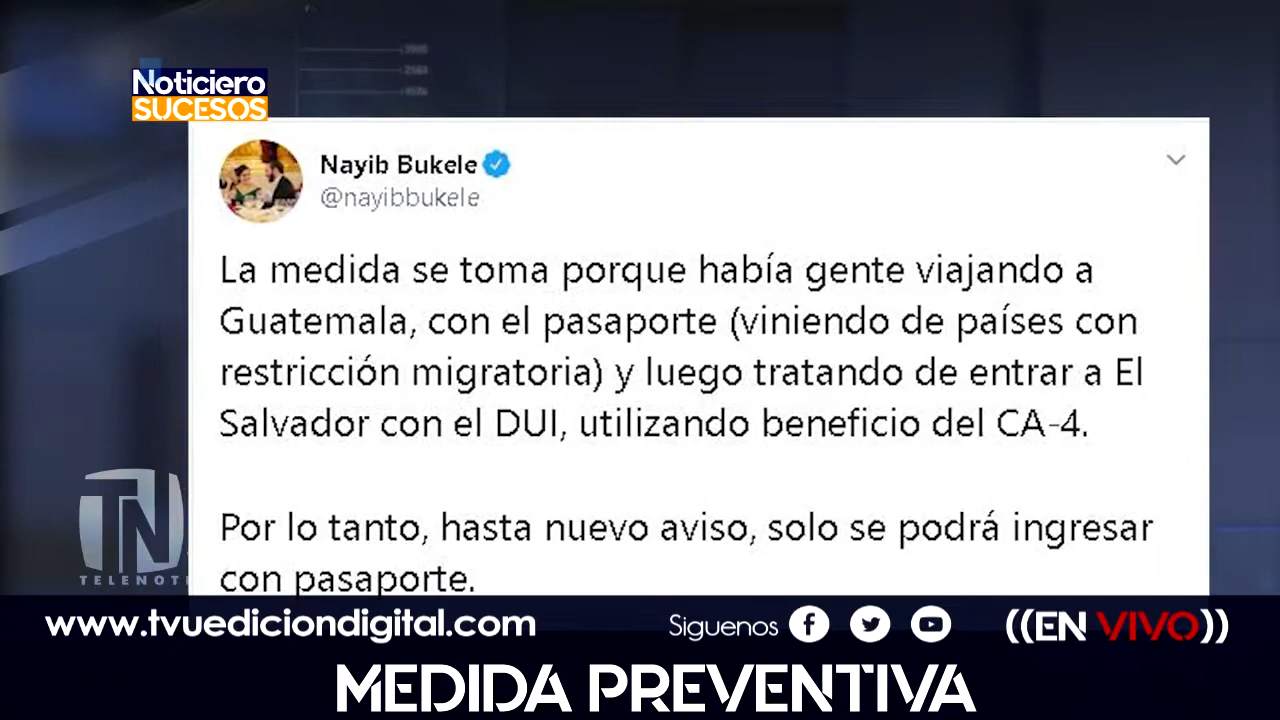 Noticiero
SUCESOS
Nayib Bukele
@nayibbukele
La medida se toma porque había gente viajando a
Guatemala, con el pasaporte (viniendo de países con
restricción migratoria) y luego tratando de entrar a El
Salvador con el DUI, utilizando beneficio del CA-4.
Por lo tanto, hasta nuevo aviso, solo se podrá ingresar
con pasaporte.
TN
TELENOTI
www.tvuediciondigital.com
Siguenos
((EN VIVO))
MEDIDA PREVENTIVA